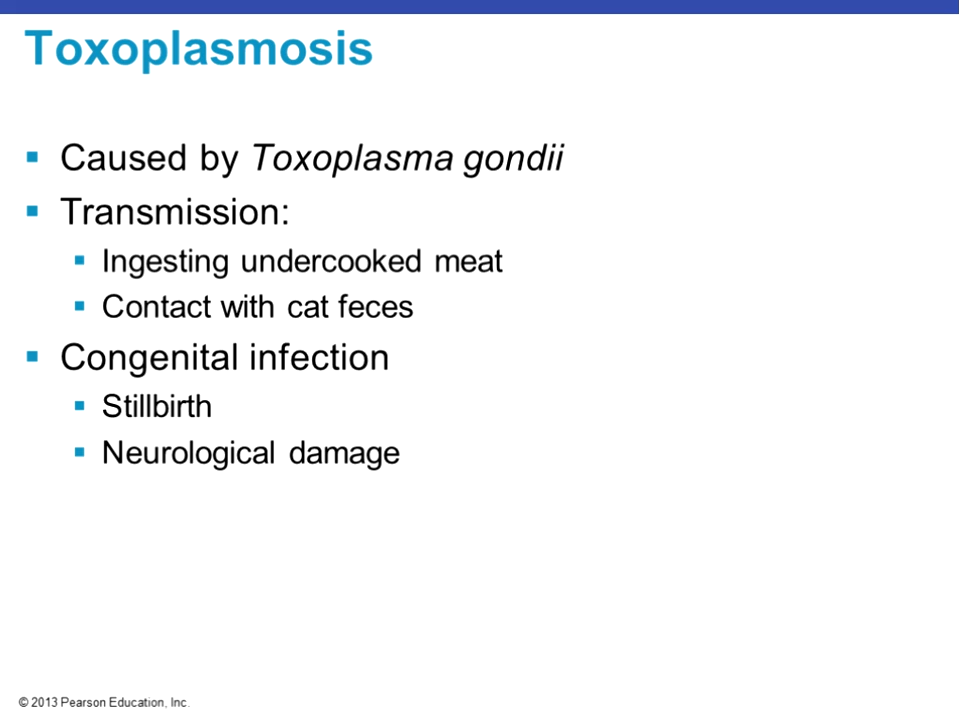 Toxoplasmosis
▪ Caused by Toxoplasma gondii
▪ Transmission:
▪ Ingesting undercooked meat
▪ Contact with cat feces
▪ Congenital infection
▪ Stillbirth
▪ Neurological damage
© 2013 Pearson Education, Inc.